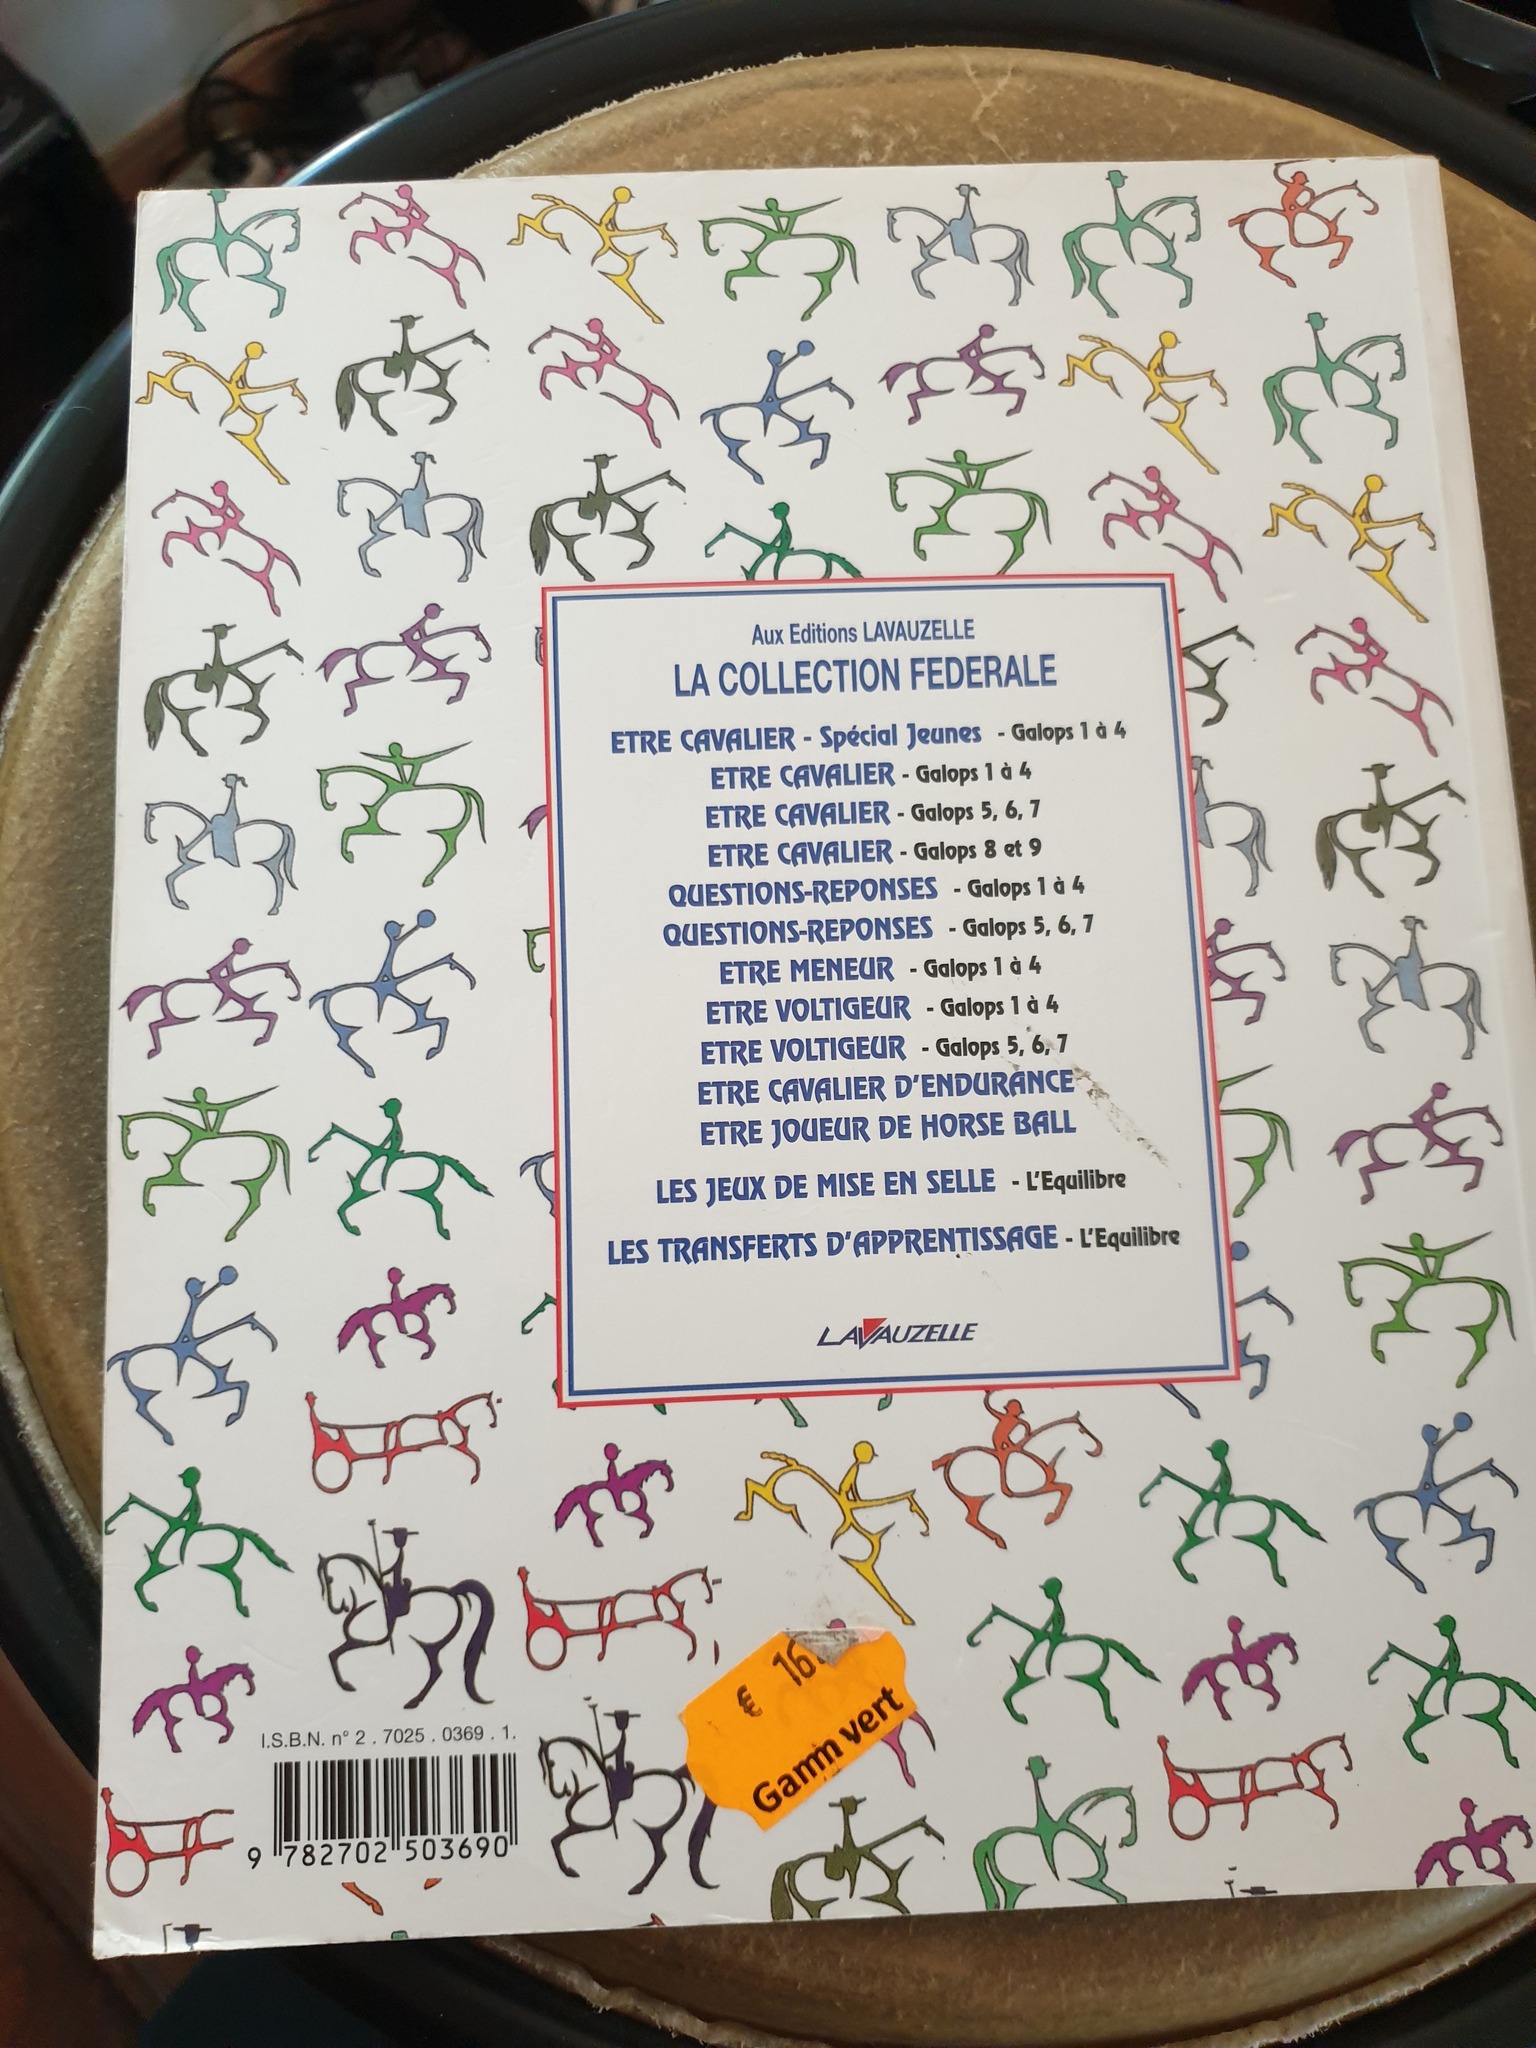 Aux Editions LAVAUZELLE
LA COLLECTION FEDERALE
ETRE CAVALIER - Spécial Jeunes - Galops 1 à 4
ETRE CAVALIER - Galops 1 à 4
ETRE CAVALIER - Galops 5, 6, 7
ETRE CAVALIER - Galops 8 et 9
QUESTIONS-REPONSES - Galops 1 à 4
QUESTIONS-REPONSES - Galops 5, 6, 7
ETRE MENEUR - Galops 1 à 4
ETRE VOLTIGEUR - Galops 1 à 4
ETRE VOLTIGEUR - Galops 5, 6, 7
ETRE CAVALIER D'ENDURANCE
ETRE JOUEUR DE HORSE BALL
LES JEUX DE MISE EN SELLE - L'Equilibre
LES TRANSFERTS D'APPRENTISSAGE - L'Equilibre
LAVAUZELLE
€ 16
Gamm vert
I.S.B.N. n° 2 . 7025 . 0369 . 1.
9 782702 503690